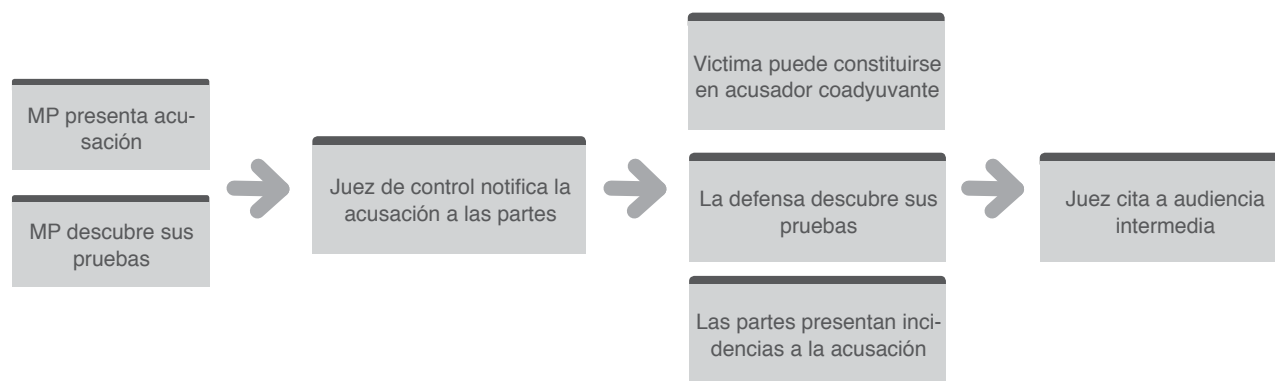 MP presenta acu-
sación
MP descubre sus
pruebas
Juez de control notifica la
acusación a las partes
Victima puede constituirse
en acusador coadyuvante
La defensa descubre sus
pruebas
Las partes presentan inci-
dencias a la acusación
Juez cita a audiencia
intermedia